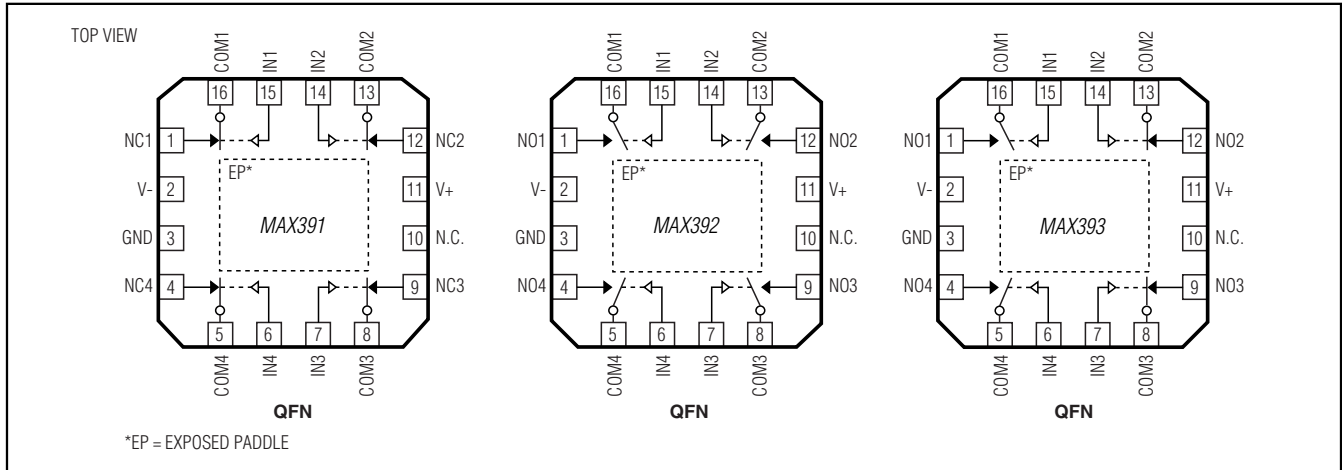 TOP VIEW
COM1 IN1 IN2 COM2
16 15 14 13
NC1 1 12 NC2
EP*
V- 2 11 V+
MAX391
GND 3 10 N.C.
NC4 4 9 NC3
5 6 7 8
COM4 IN4 IN3 COM3
QFN
COM1 IN1 IN2 COM2
16 15 14 13
NO1 1 12 NO2
EP*
V- 2 11 V+
MAX392
GND 3 10 N.C.
NO4 4 9 NO3
5 6 7 8
COM4 IN4 IN3 COM3
QFN
COM1 IN1 IN2 COM2
16 15 14 13
NO1 1 12 NO2
EP*
V- 2 11 V+
MAX393
GND 3 10 N.C.
NO4 4 9 NO3
5 6 7 8
COM4 IN4 IN3 COM3
QFN
*EP = EXPOSED PADDLE